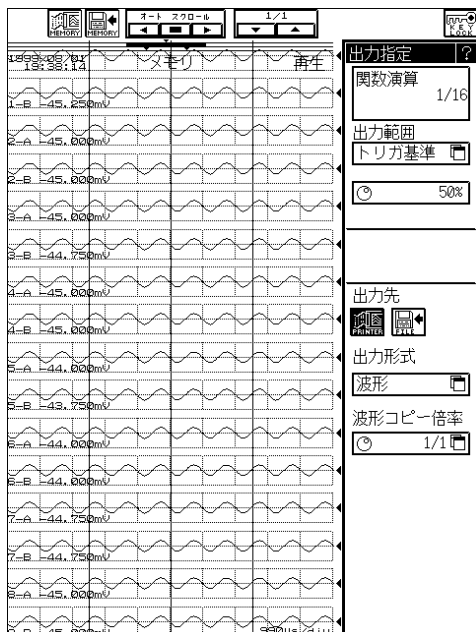 MEMORY MEMORY オート スクロール 1/1 KEY LOCK
1999-09/01
19:38:14 メモリ 再生
1-B -45.250mV
2-A -45.000mV
2-B -45.000mV
3-A -45.000mV
3-B -44.750mV
4-A -45.000mV
4-B -45.000mV
5-A -44.000mV
5-B -43.750mV
6-A -44.000mV
6-B -44.000mV
7-A -44.750mV
7-B -44.750mV
8-A -45.000mV
出力指定 ?
関数演算
1/16
出力範囲
トリガ基準
50%
出力先
PRINTER FILE
出力形式
波形
波形コピー倍率
1/1